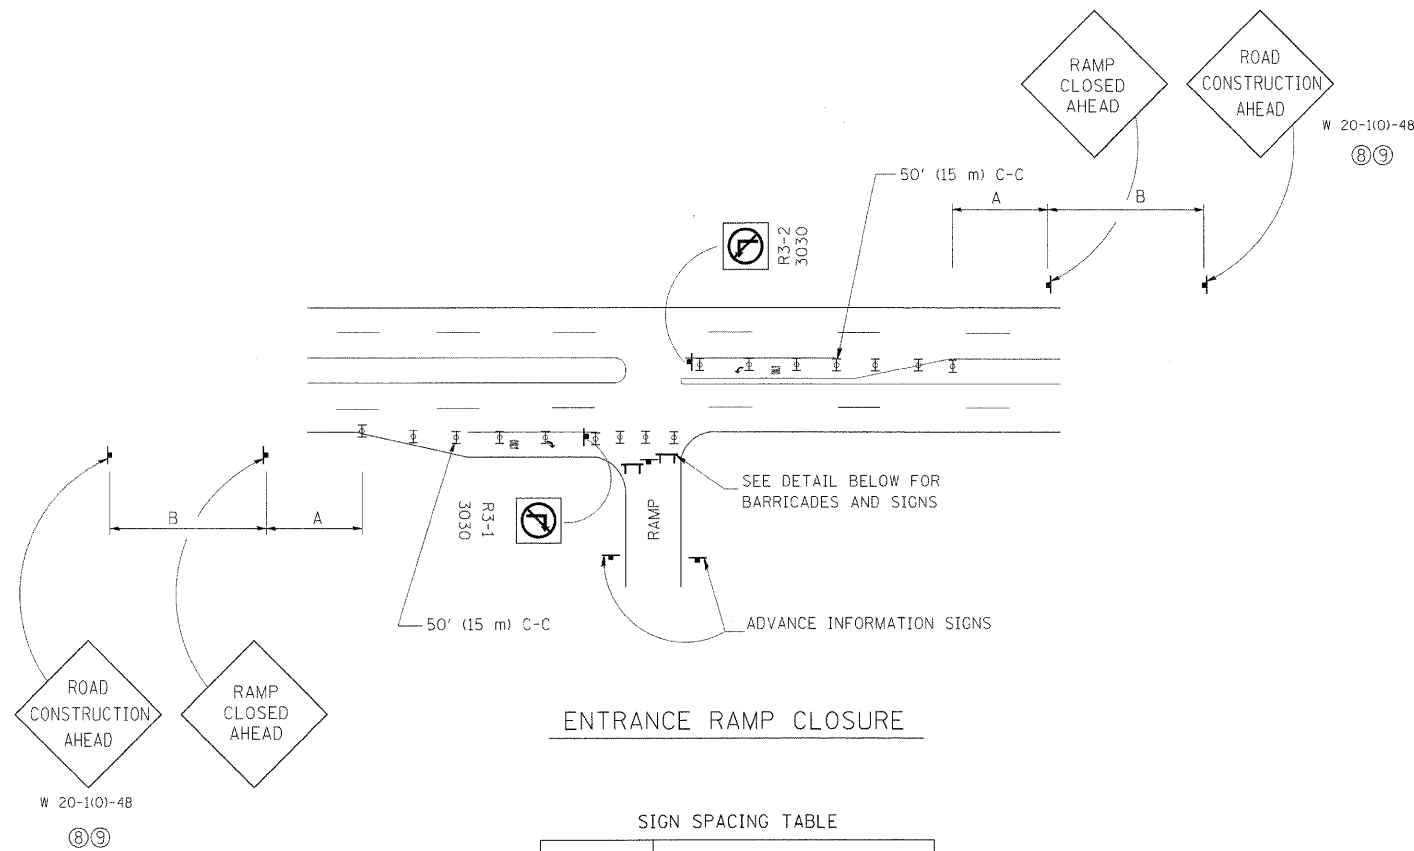 RAMP
CLOSED
AHEAD
ROAD
CONSTRUCTION
AHEAD
W 20-1(O)-48
⑧⑨
50' (15 m) C-C
A
B
R3-2
3030
SEE DETAIL BELOW FOR
BARRICADES AND SIGNS
B
A
R3-1
3030
RAMP
50' (15 m) C-C
ADVANCE INFORMATION SIGNS
ROAD
CONSTRUCTION
AHEAD
RAMP
CLOSED
AHEAD
W 20-1(O)-48
⑧⑨
ENTRANCE RAMP CLOSURE
SIGN SPACING TABLE